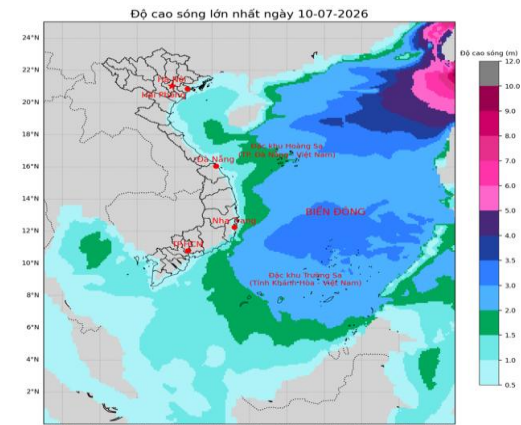 Độ cao sóng lớn nhất ngày 10-07-2026
Độ cao sóng (m)
24°N
22°N
20°N
18°N
16°N
14°N
12°N
10°N
8°N
6°N
4°N
2°N
Hà Nội
Hải Phòng
Đặc khu Hoàng Sa
(TP. Đà Nẵng - Việt Nam)
Đà Nẵng
BIỂN ĐÔNG
Nha Trang
TP.HCM
Đặc khu Trường Sa
(Tỉnh Khánh Hòa - Việt Nam)
12.0
10.0
9.0
8.0
7.0
6.0
5.0
4.0
3.5
3.0
2.5
2.0
1.5
1.0
0.5